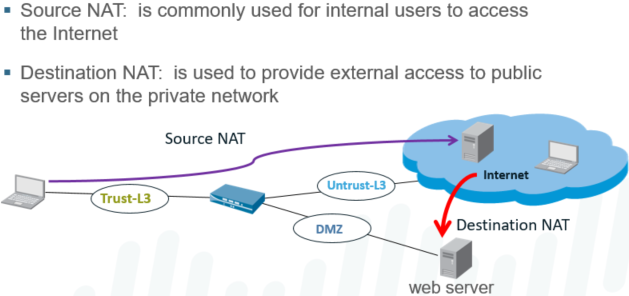 Source NAT:  is commonly used for internal users to access
the Internet
Destination NAT:  is used to provide external access to public
servers on the private network
Source NAT
Internet
Untrust-L3
Trust-L3
Destination NAT
DMZ
web server